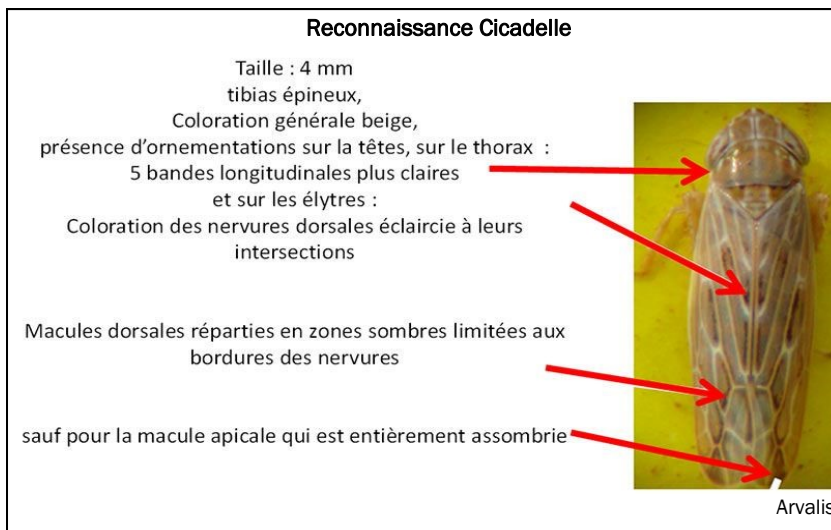 Reconnaissance Cicadelle
Taille : 4 mm
tibias épineux,
Coloration générale beige,
présence d’ornementations sur la têtes, sur le thorax :
5 bandes longitudinales plus claires
et sur les élytres :
Coloration des nervures dorsales éclaircie à leurs
intersections
Macules dorsales réparties en zones sombres limitées aux
bordures des nervures
sauf pour la macule apicale qui est entièrement assombrie
Arvalis